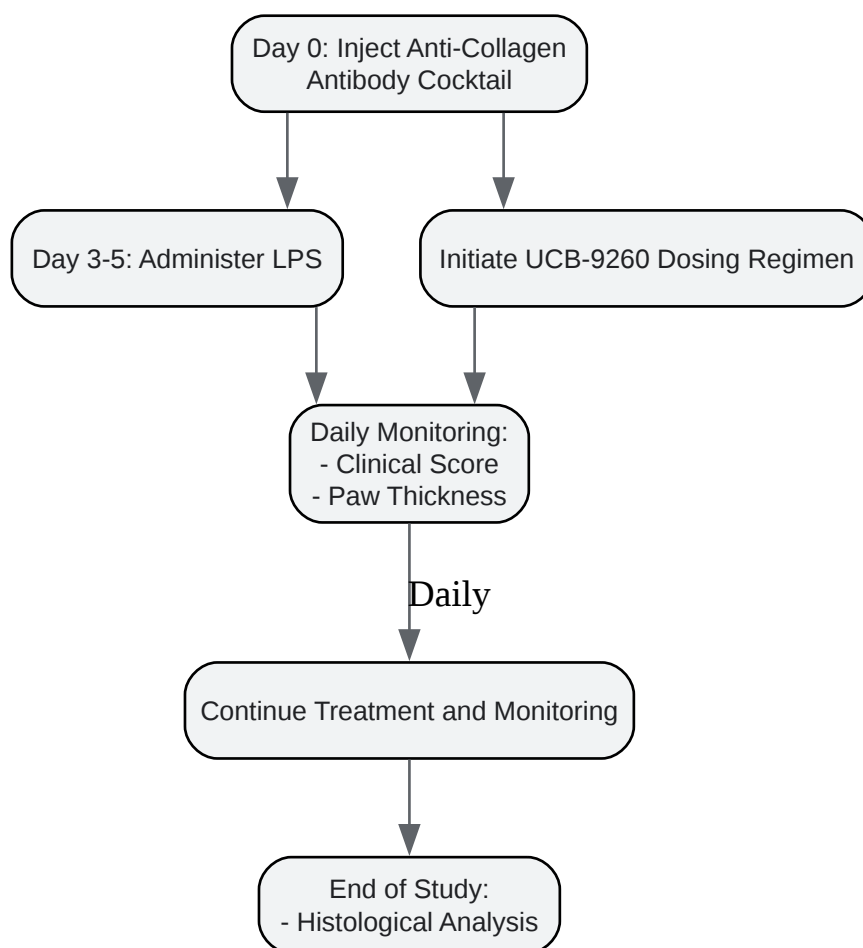 Day 0: Inject Anti-Collagen
Antibody Cocktail
Day 3-5: Administer LPS
Initiate UCB-9260 Dosing Regimen
Daily Monitoring:
- Clinical Score
- Paw Thickness
Daily
Continue Treatment and Monitoring
End of Study:
- Histological Analysis